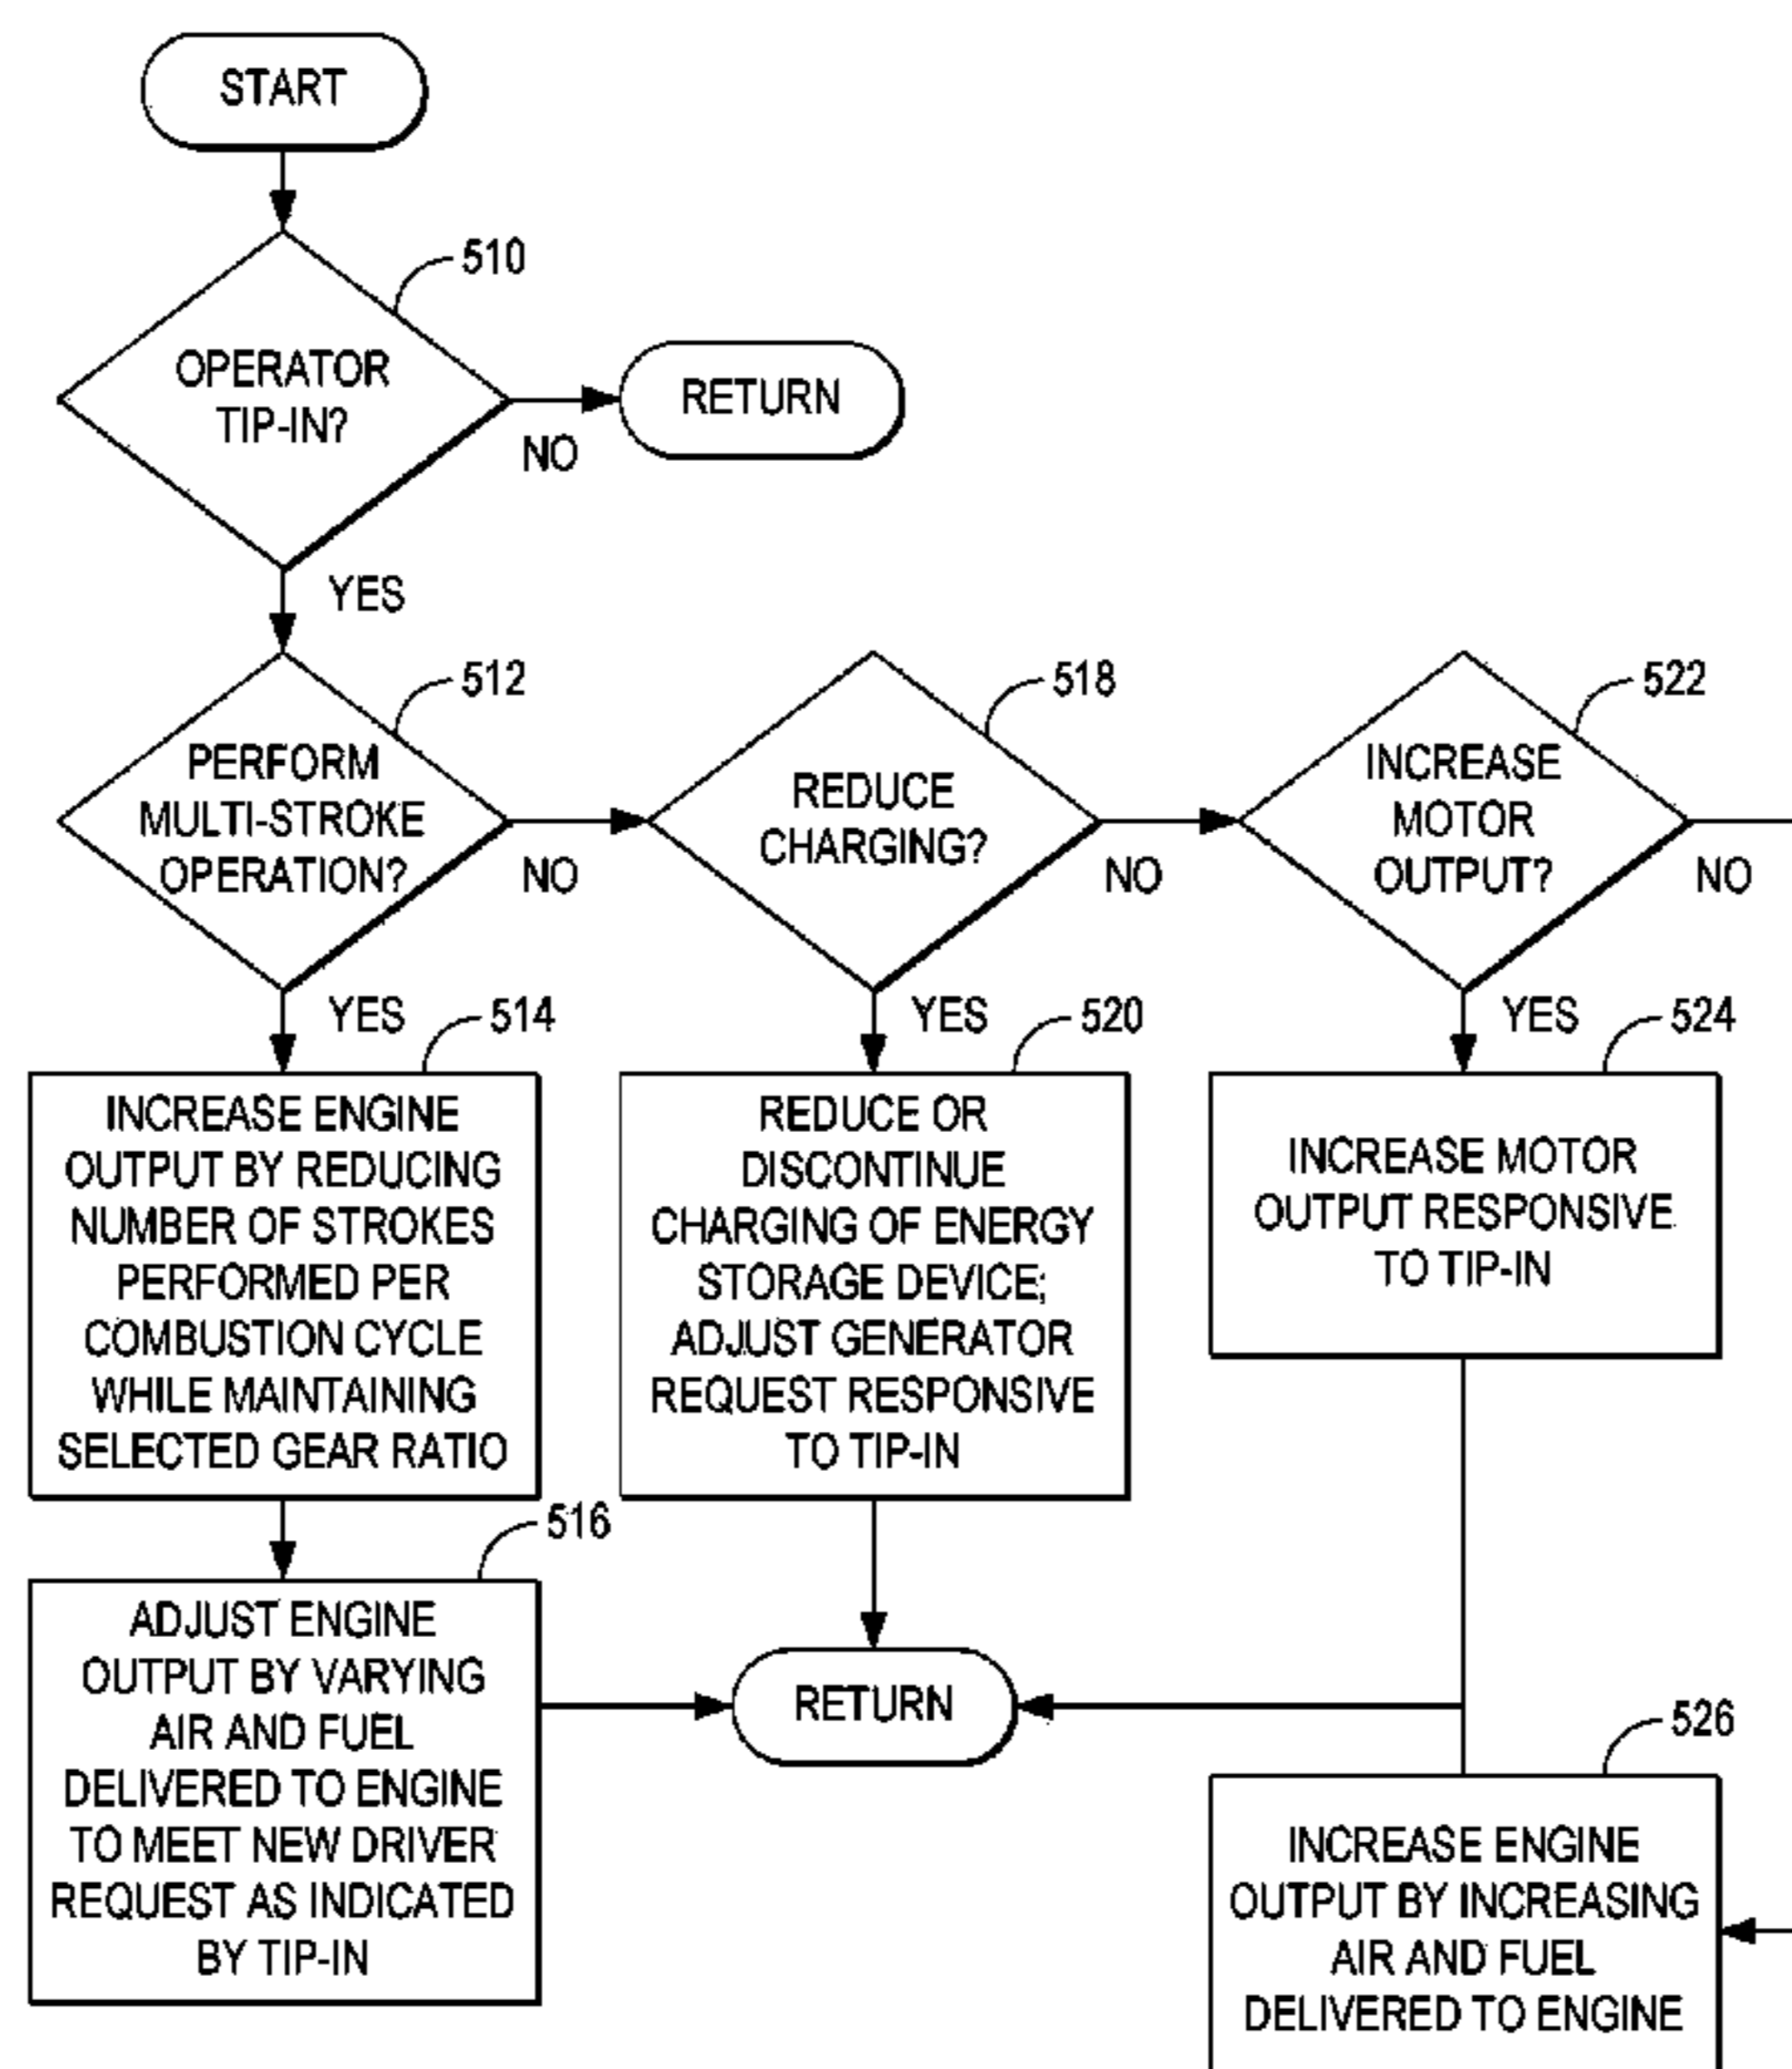 START
510
OPERATOR
TIP-IN?
NO
RETURN
YES
512
PERFORM
MULTI-STROKE
OPERATION?
NO
518
REDUCE
CHARGING?
NO
522
INCREASE
MOTOR
OUTPUT?
NO
YES
514
INCREASE ENGINE
OUTPUT BY REDUCING
NUMBER OF STROKES
PERFORMED PER
COMBUSTION CYCLE
WHILE MAINTAINING
SELECTED GEAR RATIO
YES
520
REDUCE OR
DISCONTINUE
CHARGING OF ENERGY
STORAGE DEVICE;
ADJUST GENERATOR
REQUEST RESPONSIVE
TO TIP-IN
YES
524
INCREASE MOTOR
OUTPUT RESPONSIVE
TO TIP-IN
516
ADJUST ENGINE
OUTPUT BY VARYING
AIR AND FUEL
DELIVERED TO ENGINE
TO MEET NEW DRIVER
REQUEST AS INDICATED
BY TIP-IN
RETURN
526
INCREASE ENGINE
OUTPUT BY INCREASING
AIR AND FUEL
DELIVERED TO ENGINE